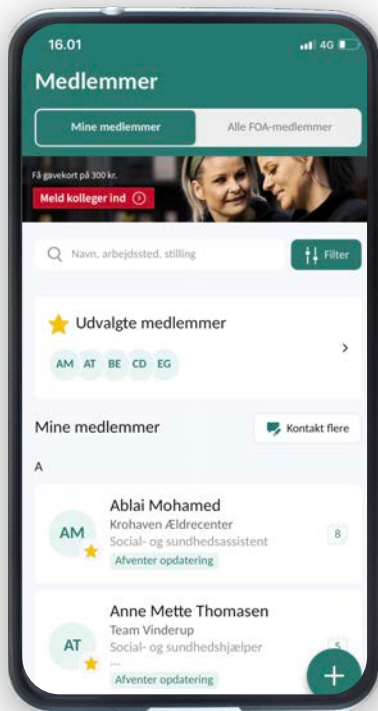 16.01
4G
Medlemmer
Mine medlemmer
Alle FOA-medlemmer
Få gavekort på 300 kr.
Meld kolleger ind
Navn, arbejdssted, stilling
Filter
Udvalgte medlemmer
AM AT BE CD EG
Mine medlemmer
Kontakt flere
A
AM
Ablai Mohamed
Krohaven Ældrecenter
Social- og sundhedsassistent
Afventer opdatering
8
AT
Anne Mette Thomasen
Team Vinderup
Social- og sundhedshjælper
...
Afventer opdatering
5